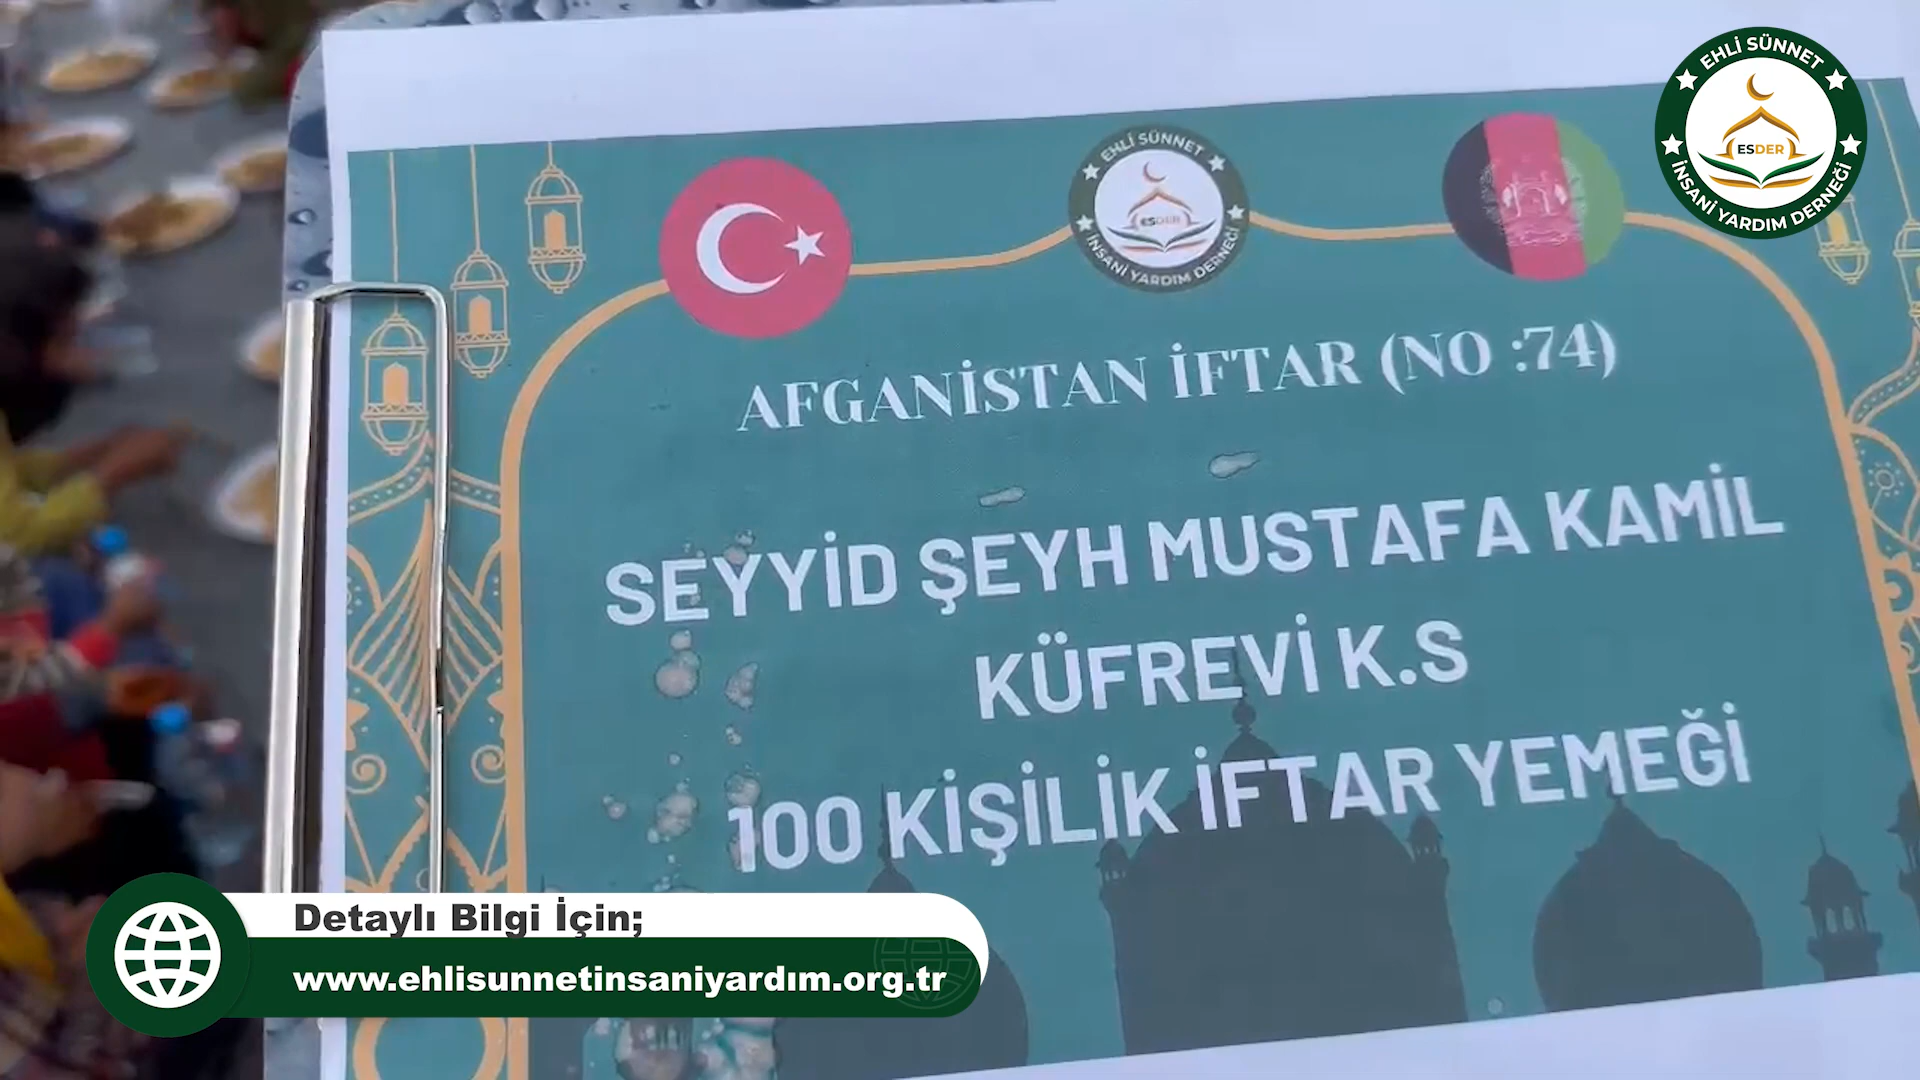 EHLİ SÜNNET
ESDER
İNSANİ YARDIM DERNEĞİ
EHLİ SÜNNET
ESDER
İNSANİ YARDIM DERNEĞİ
AFGANİSTAN İFTAR (NO :74)
SEYYİD ŞEYH MUSTAFA KAMİL
KÜFREVİ K.S
100 KİŞİLİK İFTAR YEMEĞİ
Detaylı Bilgi İçin;
www.ehlisunnetinsaniyardım.org.tr